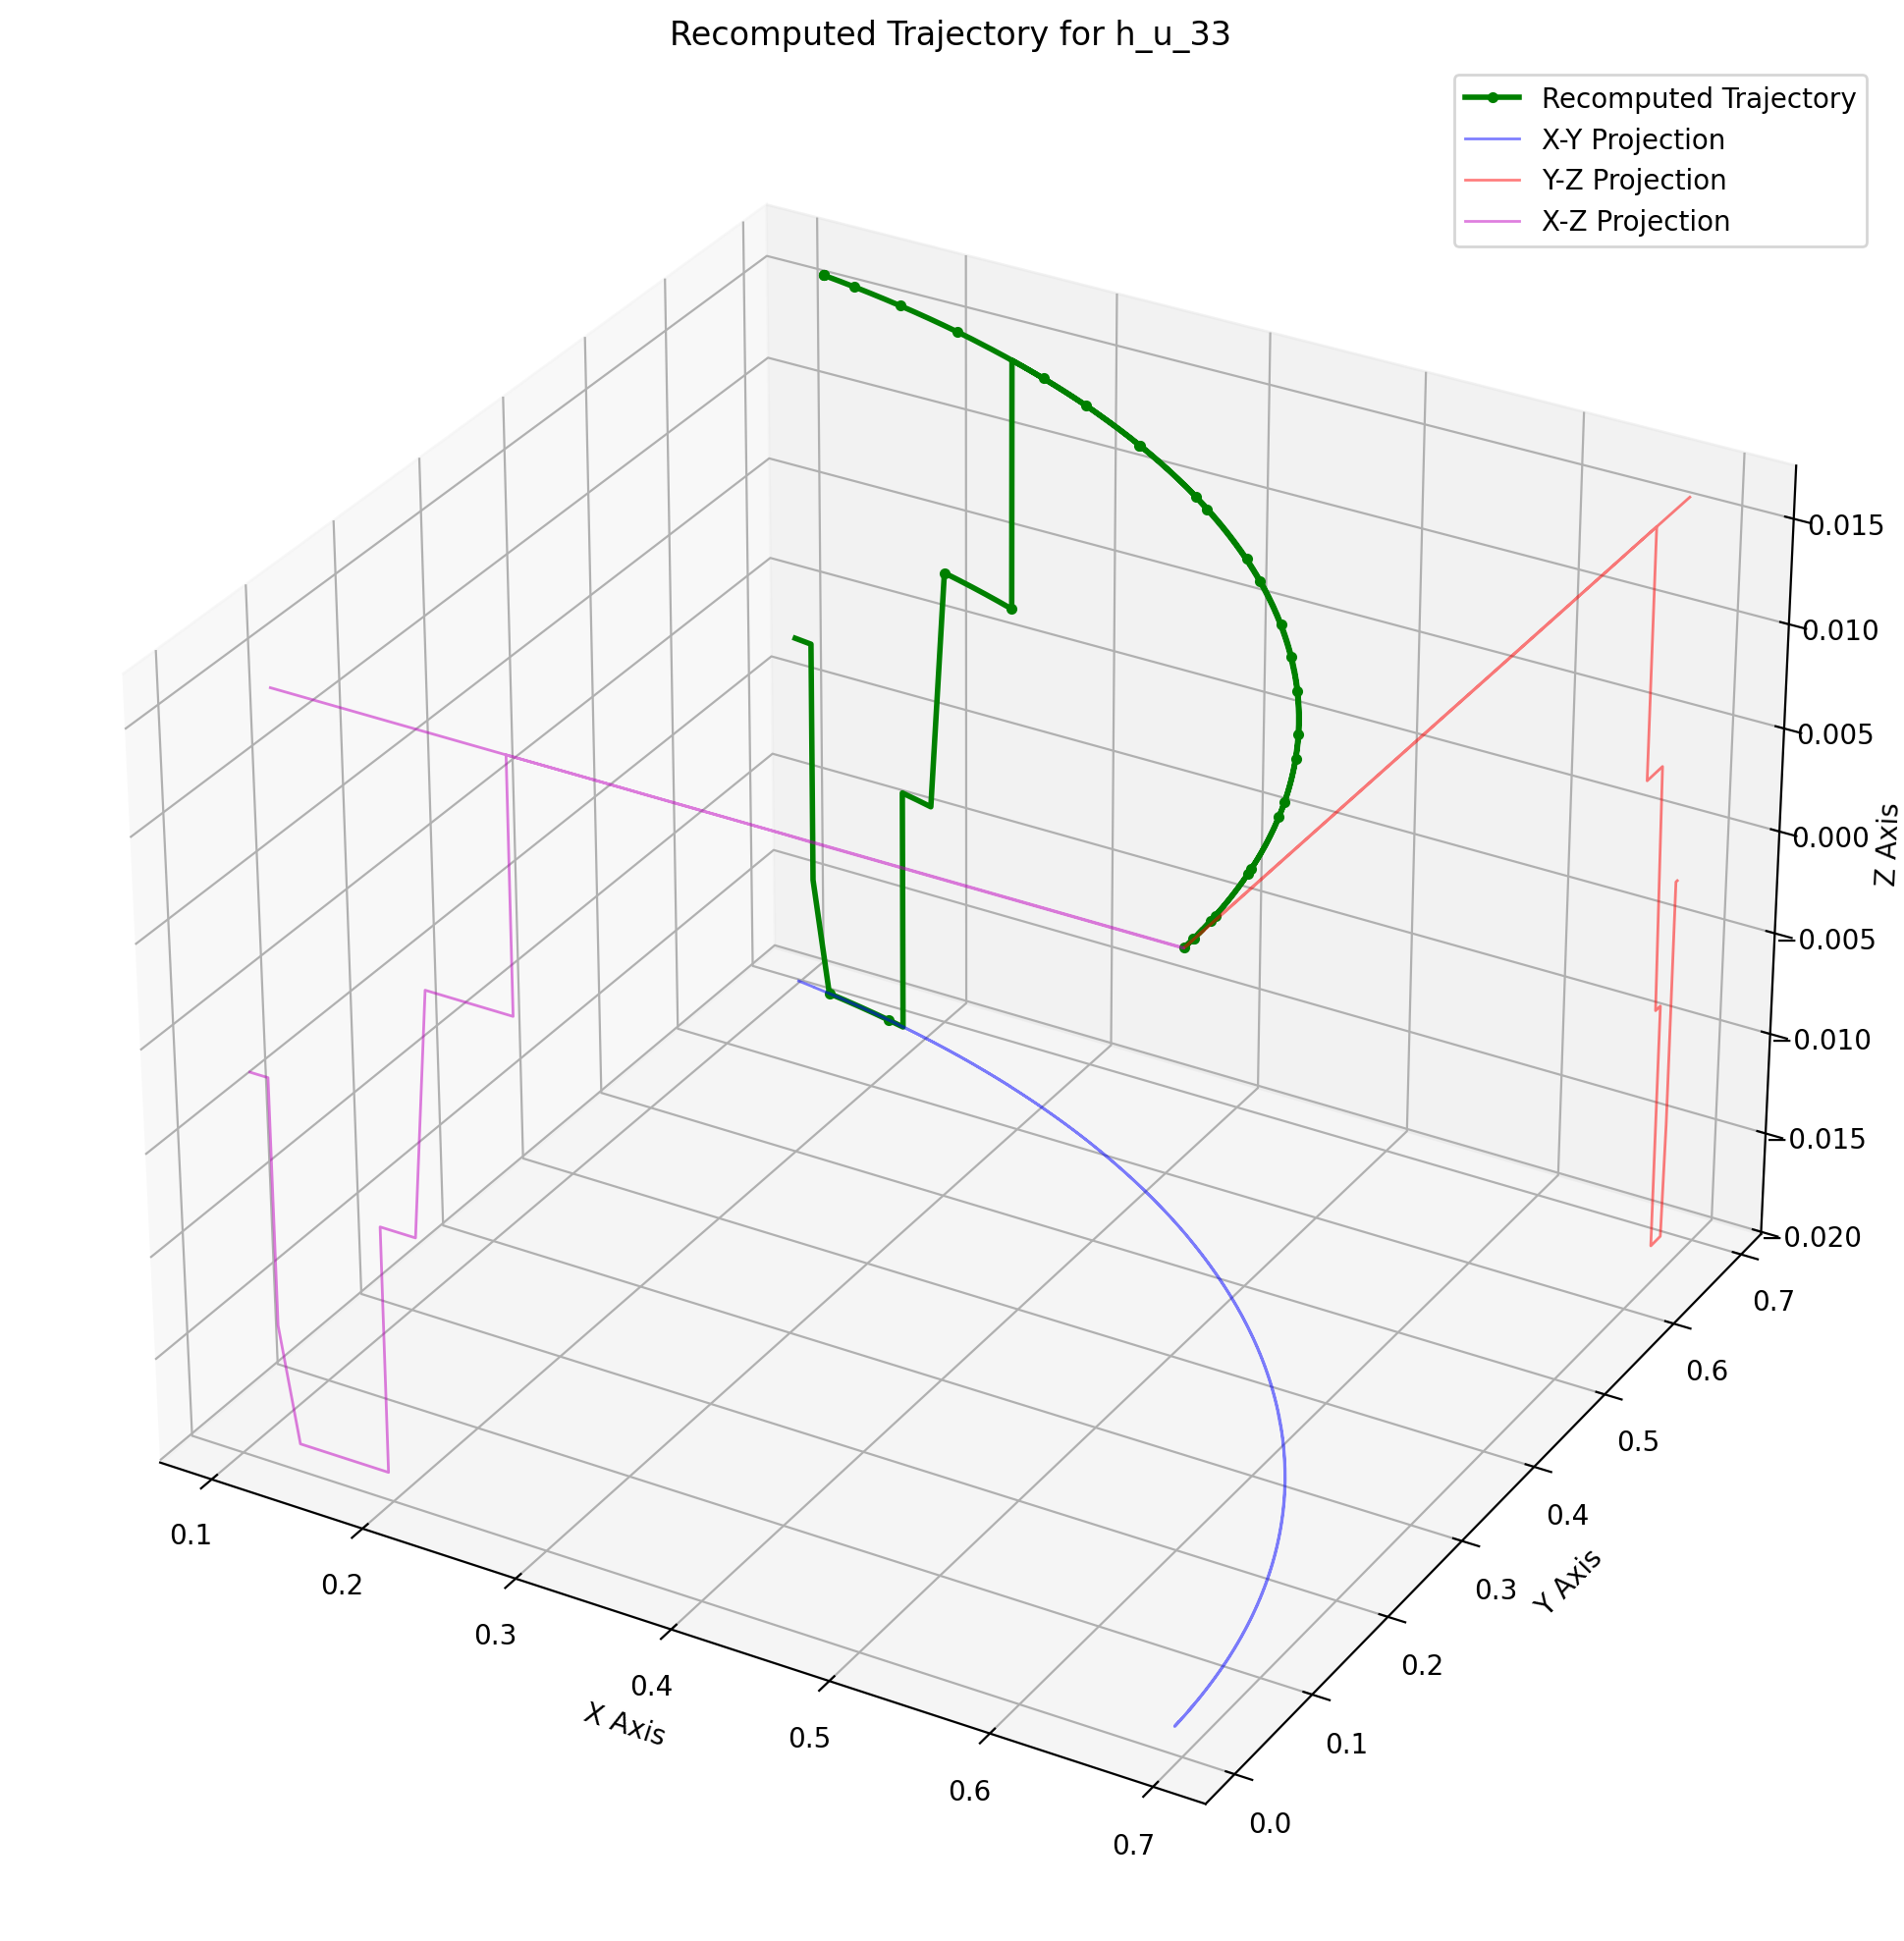 Recomputed Trajectory for h_u_33
Recomputed Trajectory
X-Y Projection
Y-Z Projection
X-Z Projection
0.015
0.010
0.005
0.000
−0.005
−0.010
−0.015
−0.020
Z Axis
0.7
0.6
0.5
0.4
0.3
0.2
0.1
0.0
Y Axis
0.1
0.2
0.3
0.4
0.5
0.6
0.7
X Axis